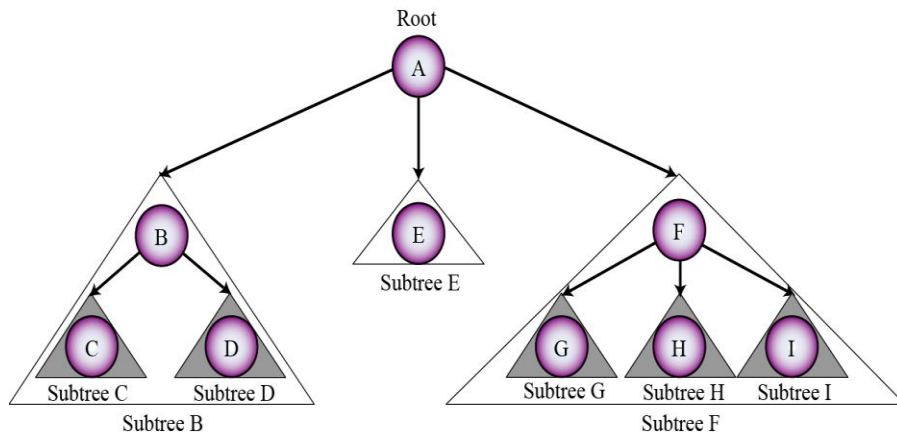 Root
A
B
E
F
Subtree E
C
D
G
H
I
Subtree C
Subtree D
Subtree G
Subtree H
Subtree I
Subtree B
Subtree F